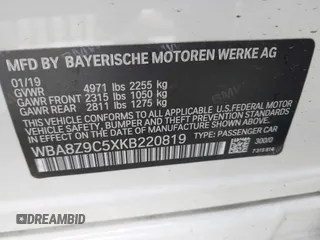 MFD BY BAYERISCHE MOTOREN WERKE AG
01/19
GVWR 4971 lbs 2255 kg
GAWR FRONT 2315 lbs 1050 kg
GAWR REAR 2811 lbs 1275 kg
THIS VEHICLE CONFORMS TO ALL APPLICABLE U.S. FEDERAL MOTOR
VEHICLE SAFETY, BUMPER, AND THEFT PREVENTION STANDARDS IN
EFFECT ON THE DATE OF MANUFACTURE SHOWN ABOVE.
WBA8Z9C5XKB220819 TYPE: PASSENGER CAR
300/0